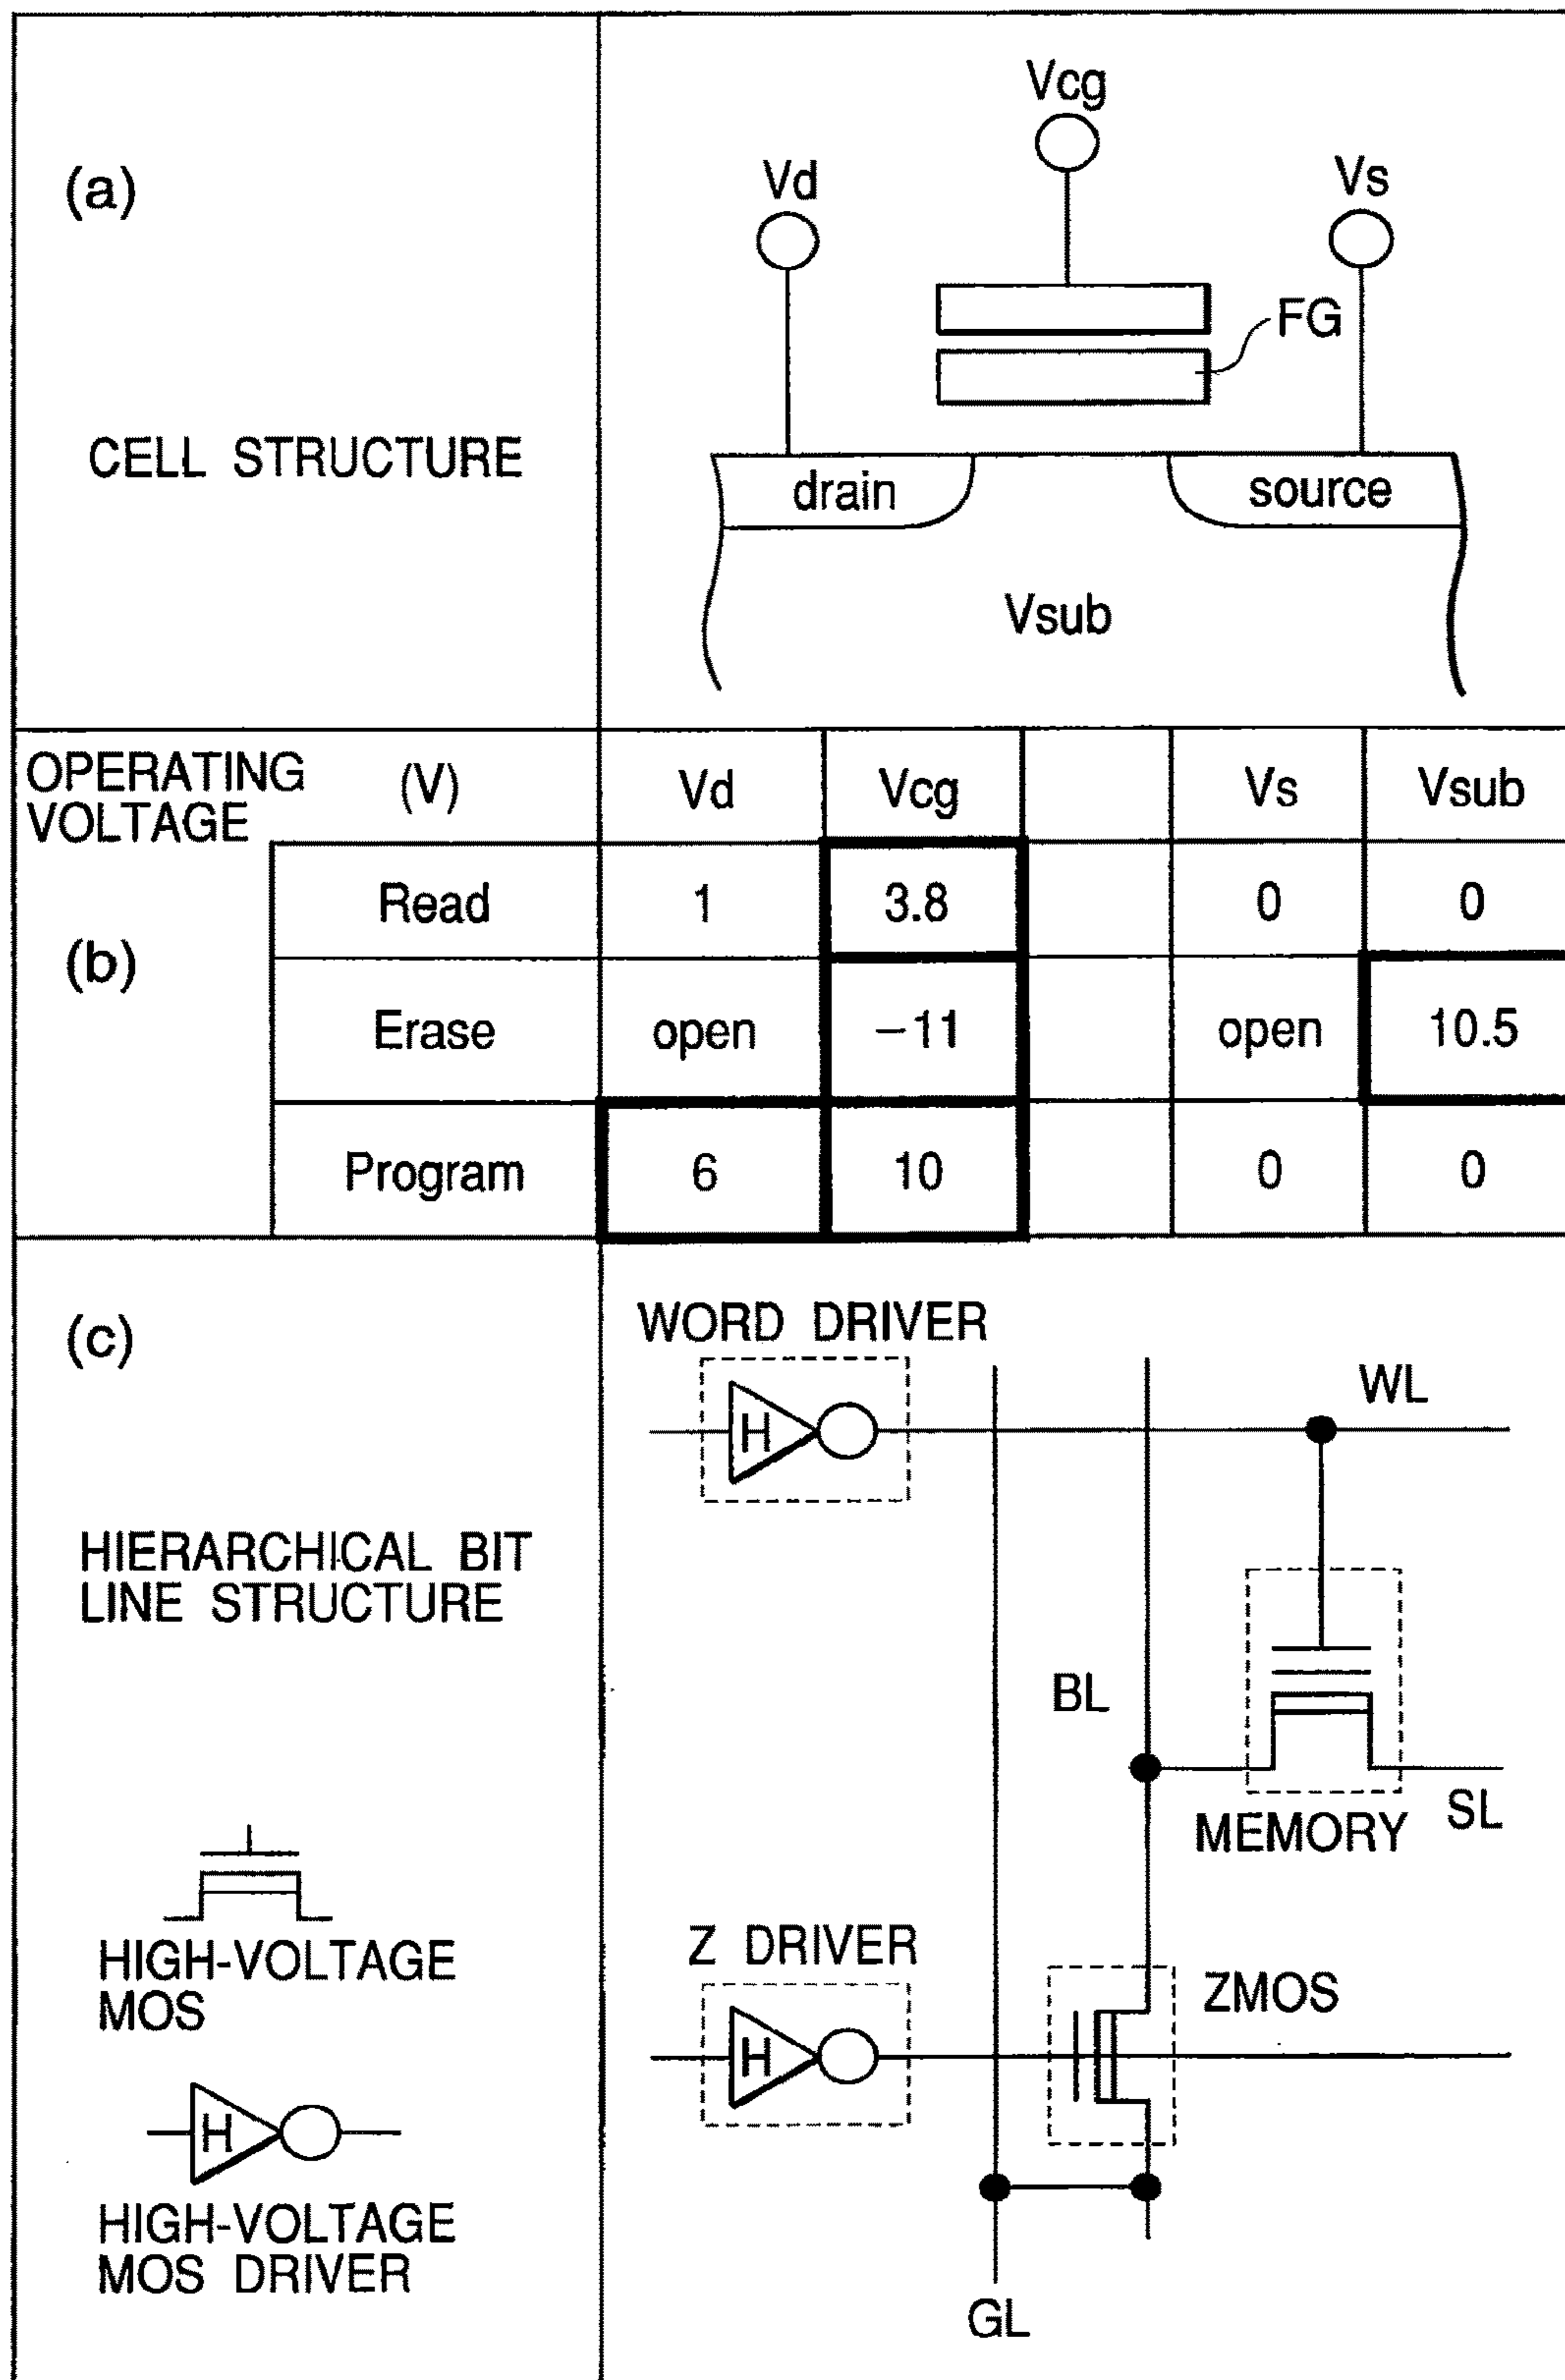 (a)
CELL STRUCTURE
Vcg
Vd
Vs
FG
drain
source
Vsub
OPERATING
VOLTAGE
(V) Vd Vcg Vs Vsub
(b)
Read 1 3.8 0 0
Erase open −11 open 10.5
Program 6 10 0 0
(c)
HIERARCHICAL BIT
LINE STRUCTURE
HIGH-VOLTAGE
MOS
H
HIGH-VOLTAGE
MOS DRIVER
WORD DRIVER
H
WL
BL
MEMORY
SL
Z DRIVER
H
ZMOS
GL